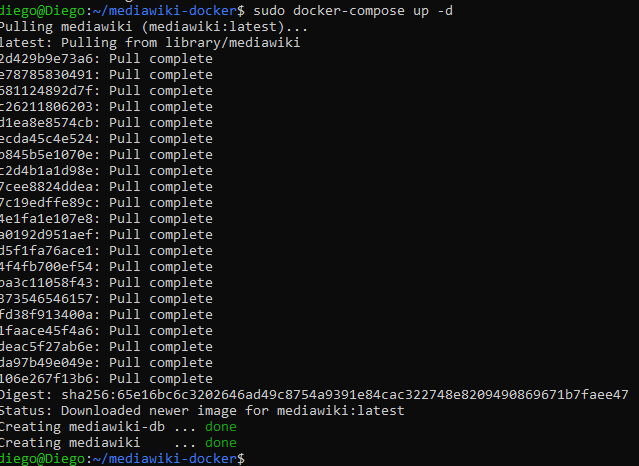 diego@Diego:~/mediawiki-docker$ sudo docker-compose up -d
Pulling mediawiki (mediawiki:latest)...
latest: Pulling from library/mediawiki
2d429b9e73a6: Pull complete
e78785830491: Pull complete
681124892d7f: Pull complete
c26211806203: Pull complete
d1ea8e8574cb: Pull complete
ecda45c4e524: Pull complete
b845b5e1070e: Pull complete
c2d4b1a1d98e: Pull complete
7cee8824ddea: Pull complete
7c19edffe89c: Pull complete
4e1fa1e107e8: Pull complete
a0192d951aef: Pull complete
d5f1fa76ace1: Pull complete
4f4fb700ef54: Pull complete
ba3c11058f43: Pull complete
373546546157: Pull complete
fd38f913400a: Pull complete
1faace45f4a6: Pull complete
deac5f27ab6e: Pull complete
da97b49e049e: Pull complete
106e267f13b6: Pull complete
Digest: sha256:65e16bc6c3202646ad49c8754a9391e84cac322748e8209490869671b7faee47
Status: Downloaded newer image for mediawiki:latest
Creating mediawiki-db ... done
Creating mediawiki    ... done
diego@Diego:~/mediawiki-docker$